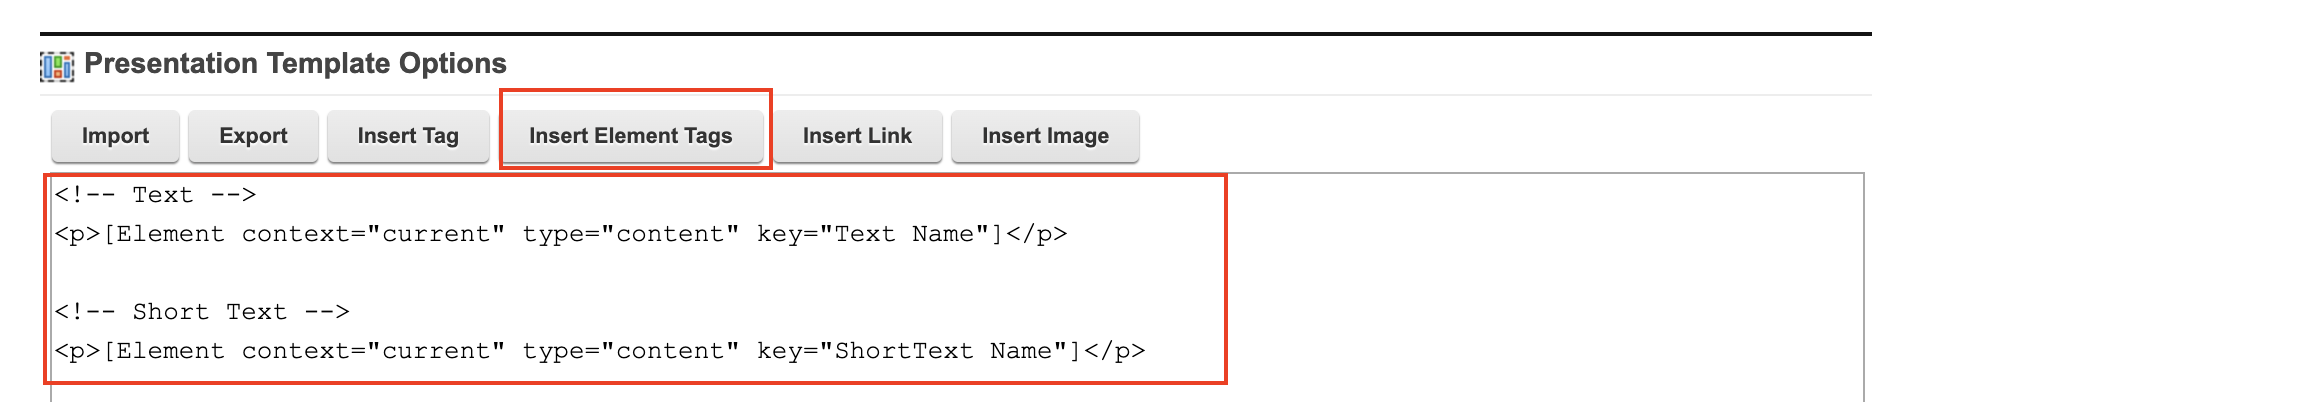 Presentation Template Options
Import Export Insert Tag Insert Element Tags Insert Link Insert Image
<!-- Text -->
<p>[Element context="current" type="content" key="Text Name"]</p>
<!-- Short Text -->
<p>[Element context="current" type="content" key="ShortText Name"]</p>